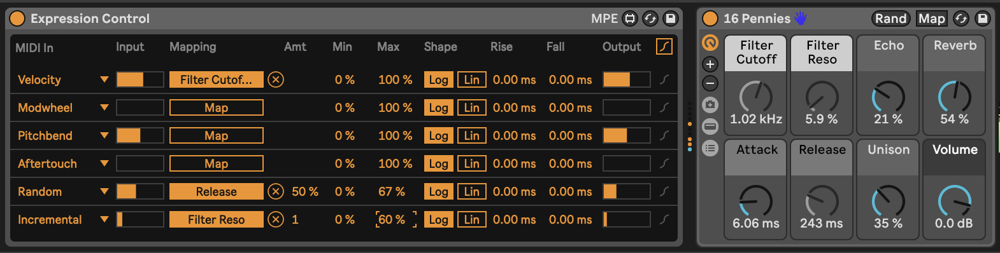 Expression Control MPE
MIDI In Input Mapping Amt Min Max Shape Rise Fall Output
Velocity Filter Cutof... 0 % 100 % Log Lin 0.00 ms 0.00 ms
Modwheel Map 0 % 100 % Log Lin 0.00 ms 0.00 ms
Pitchbend Map 0 % 100 % Log Lin 0.00 ms 0.00 ms
Aftertouch Map 0 % 100 % Log Lin 0.00 ms 0.00 ms
Random Release 50 % 0 % 67 % Log Lin 0.00 ms 0.00 ms
Incremental Filter Reso 1 0 % 60 % Log Lin 0.00 ms 0.00 ms
16 Pennies Rand Map
Filter Cutoff Filter Reso Echo Reverb
1.02 kHz 5.9 % 21 % 54 %
Attack Release Unison Volume
6.06 ms 243 ms 35 % 0.0 dB